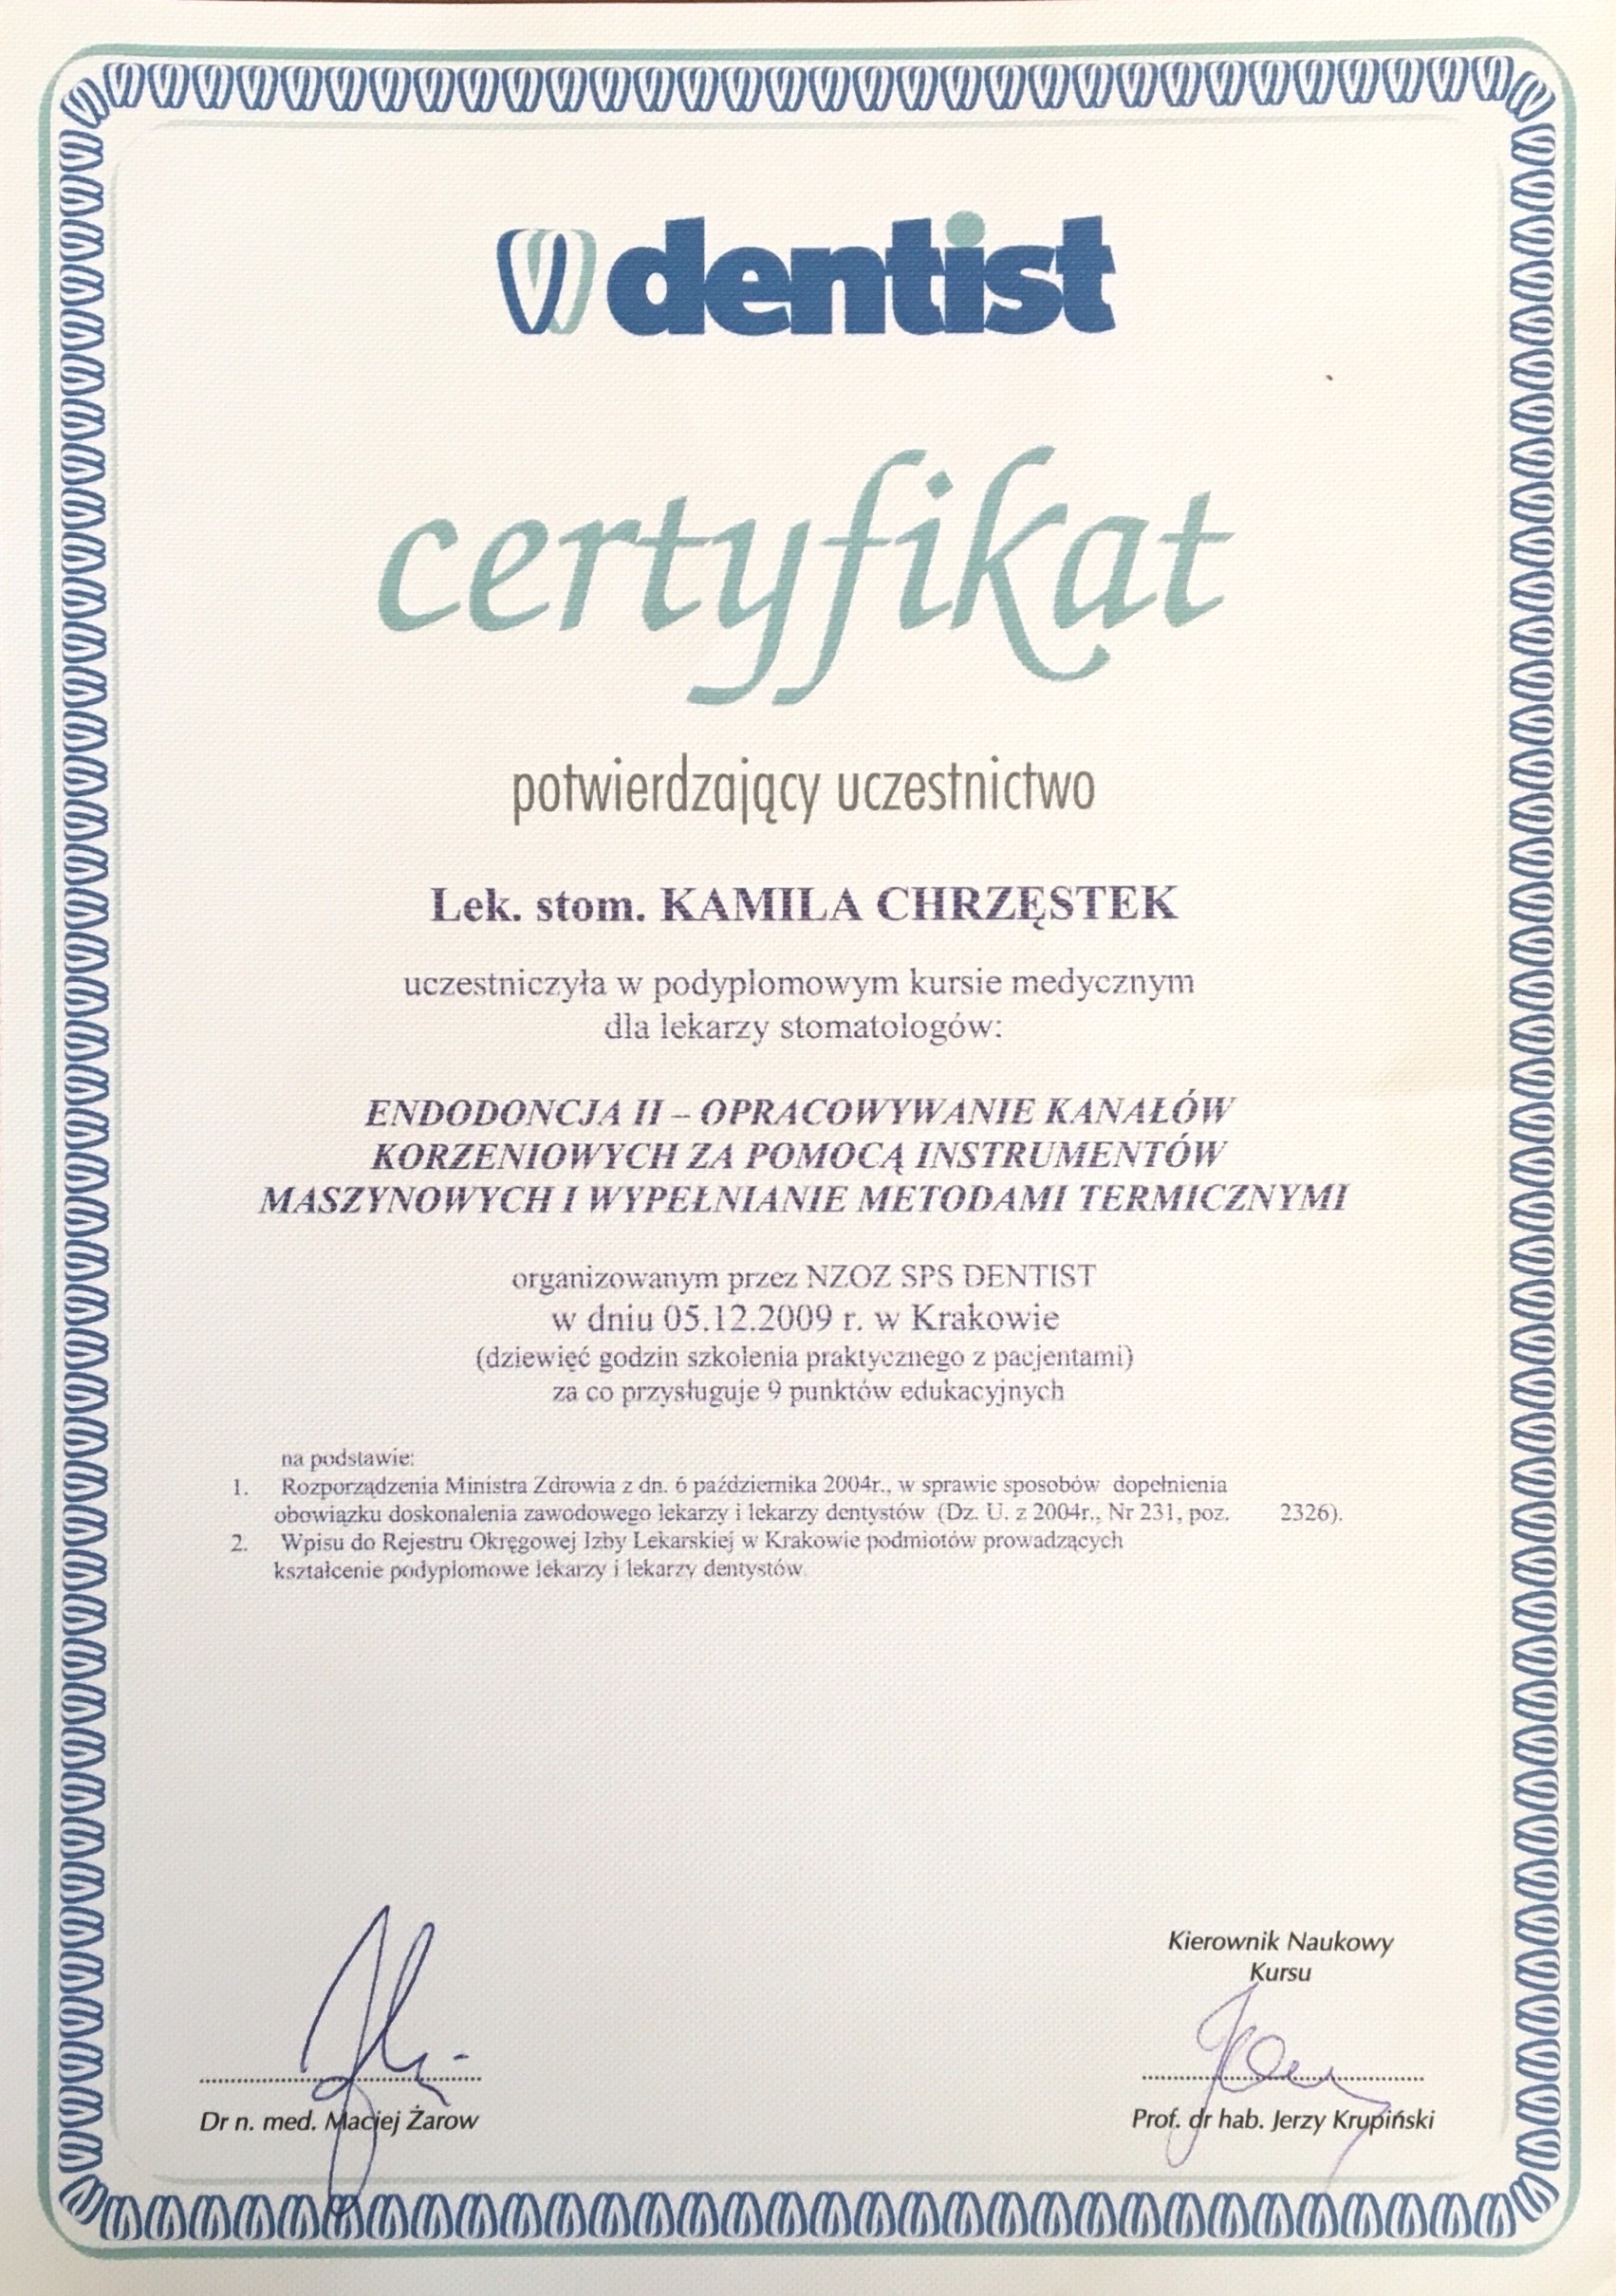 dentist
certyfikat
potwierdzający uczestnictwo
Lek. stom. KAMILA CHRZĘSTEK
uczestniczyła w podyplomowym kursie medycznym
dla lekarzy stomatologów:
ENDODONCJA II – OPRACOWYWANIE KANAŁÓW
KORZENIOWYCH ZA POMOCĄ INSTRUMENTÓW
MASZYNOWYCH I WYPEŁNIANIE METODAMI TERMICZNYMI
organizowanym przez NZOZ SPS DENTIST
w dniu 05.12.2009 r. w Krakowie
(dziewięć godzin szkolenia praktycznego z pacjentami)
za co przysługuje 9 punktów edukacyjnych
na podstawie:
1. Rozporządzenia Ministra Zdrowia z dn. 6 października 2004r., w sprawie sposobów dopełnienia
obowiązku doskonalenia zawodowego lekarzy i lekarzy dentystów (Dz. U. z 2004r., Nr 231, poz. 2326).
2. Wpisu do Rejestru Okręgowej Izby Lekarskiej w Krakowie podmiotów prowadzących
kształcenie podyplomowe lekarzy i lekarzy dentystów.
Kierownik Naukowy
Kursu
Dr n. med. Maciej Żarow
Prof. dr hab. Jerzy Krupiński